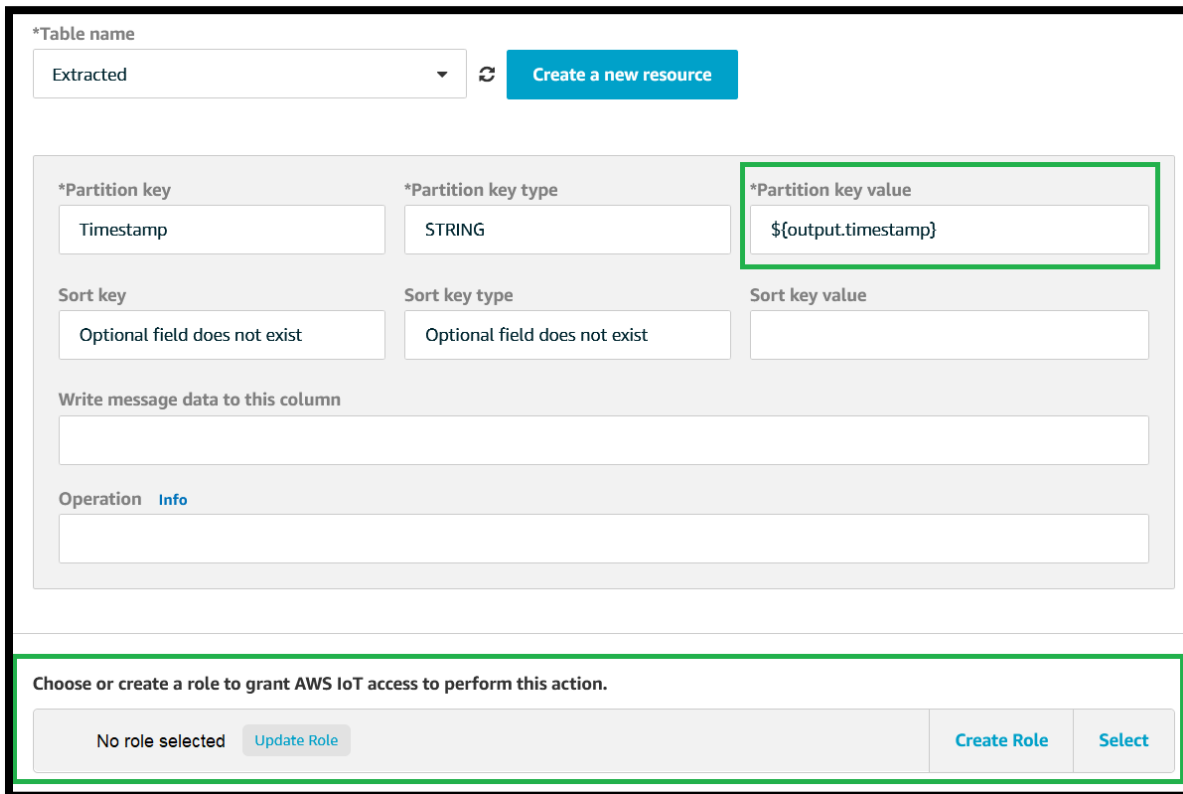 *Table name
Extracted
Create a new resource
*Partition key *Partition key type *Partition key value
Timestamp STRING ${output.timestamp}
Sort key Sort key type Sort key value
Optional field does not exist Optional field does not exist
Write message data to this column
Operation Info
Choose or create a role to grant AWS IoT access to perform this action.
No role selected Update Role Create Role Select